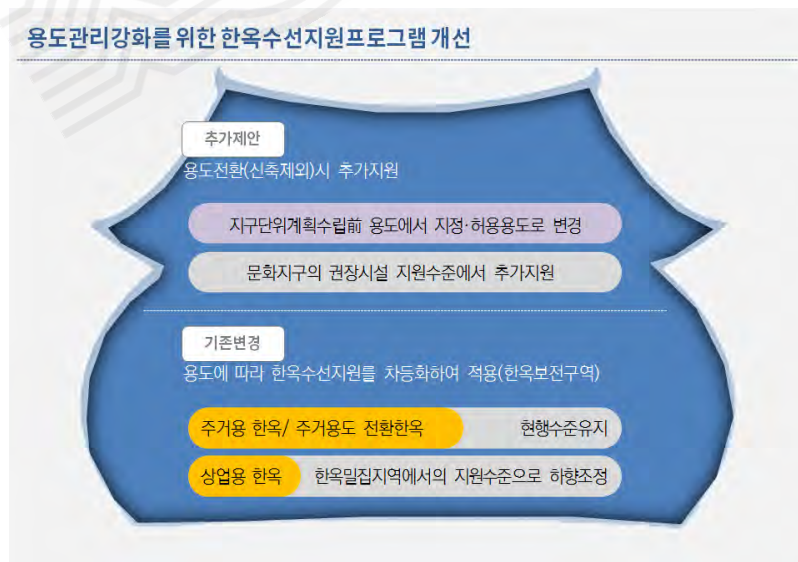 용도관리강화를 위한 한옥수선지원프로그램 개선
추가제안
용도전환(신축제외)시 추가지원
지구단위계획수립前 용도에서 지정·허용용도로 변경
문화지구의 권장시설 지원수준에서 추가지원
기존변경
용도에 따라 한옥수선지원를 차등화하여 적용(한옥보전구역)
주거용 한옥/ 주거용도 전환한옥 현행수준유지
상업용 한옥 한옥밀집지역에서의 지원수준으로 하향조정